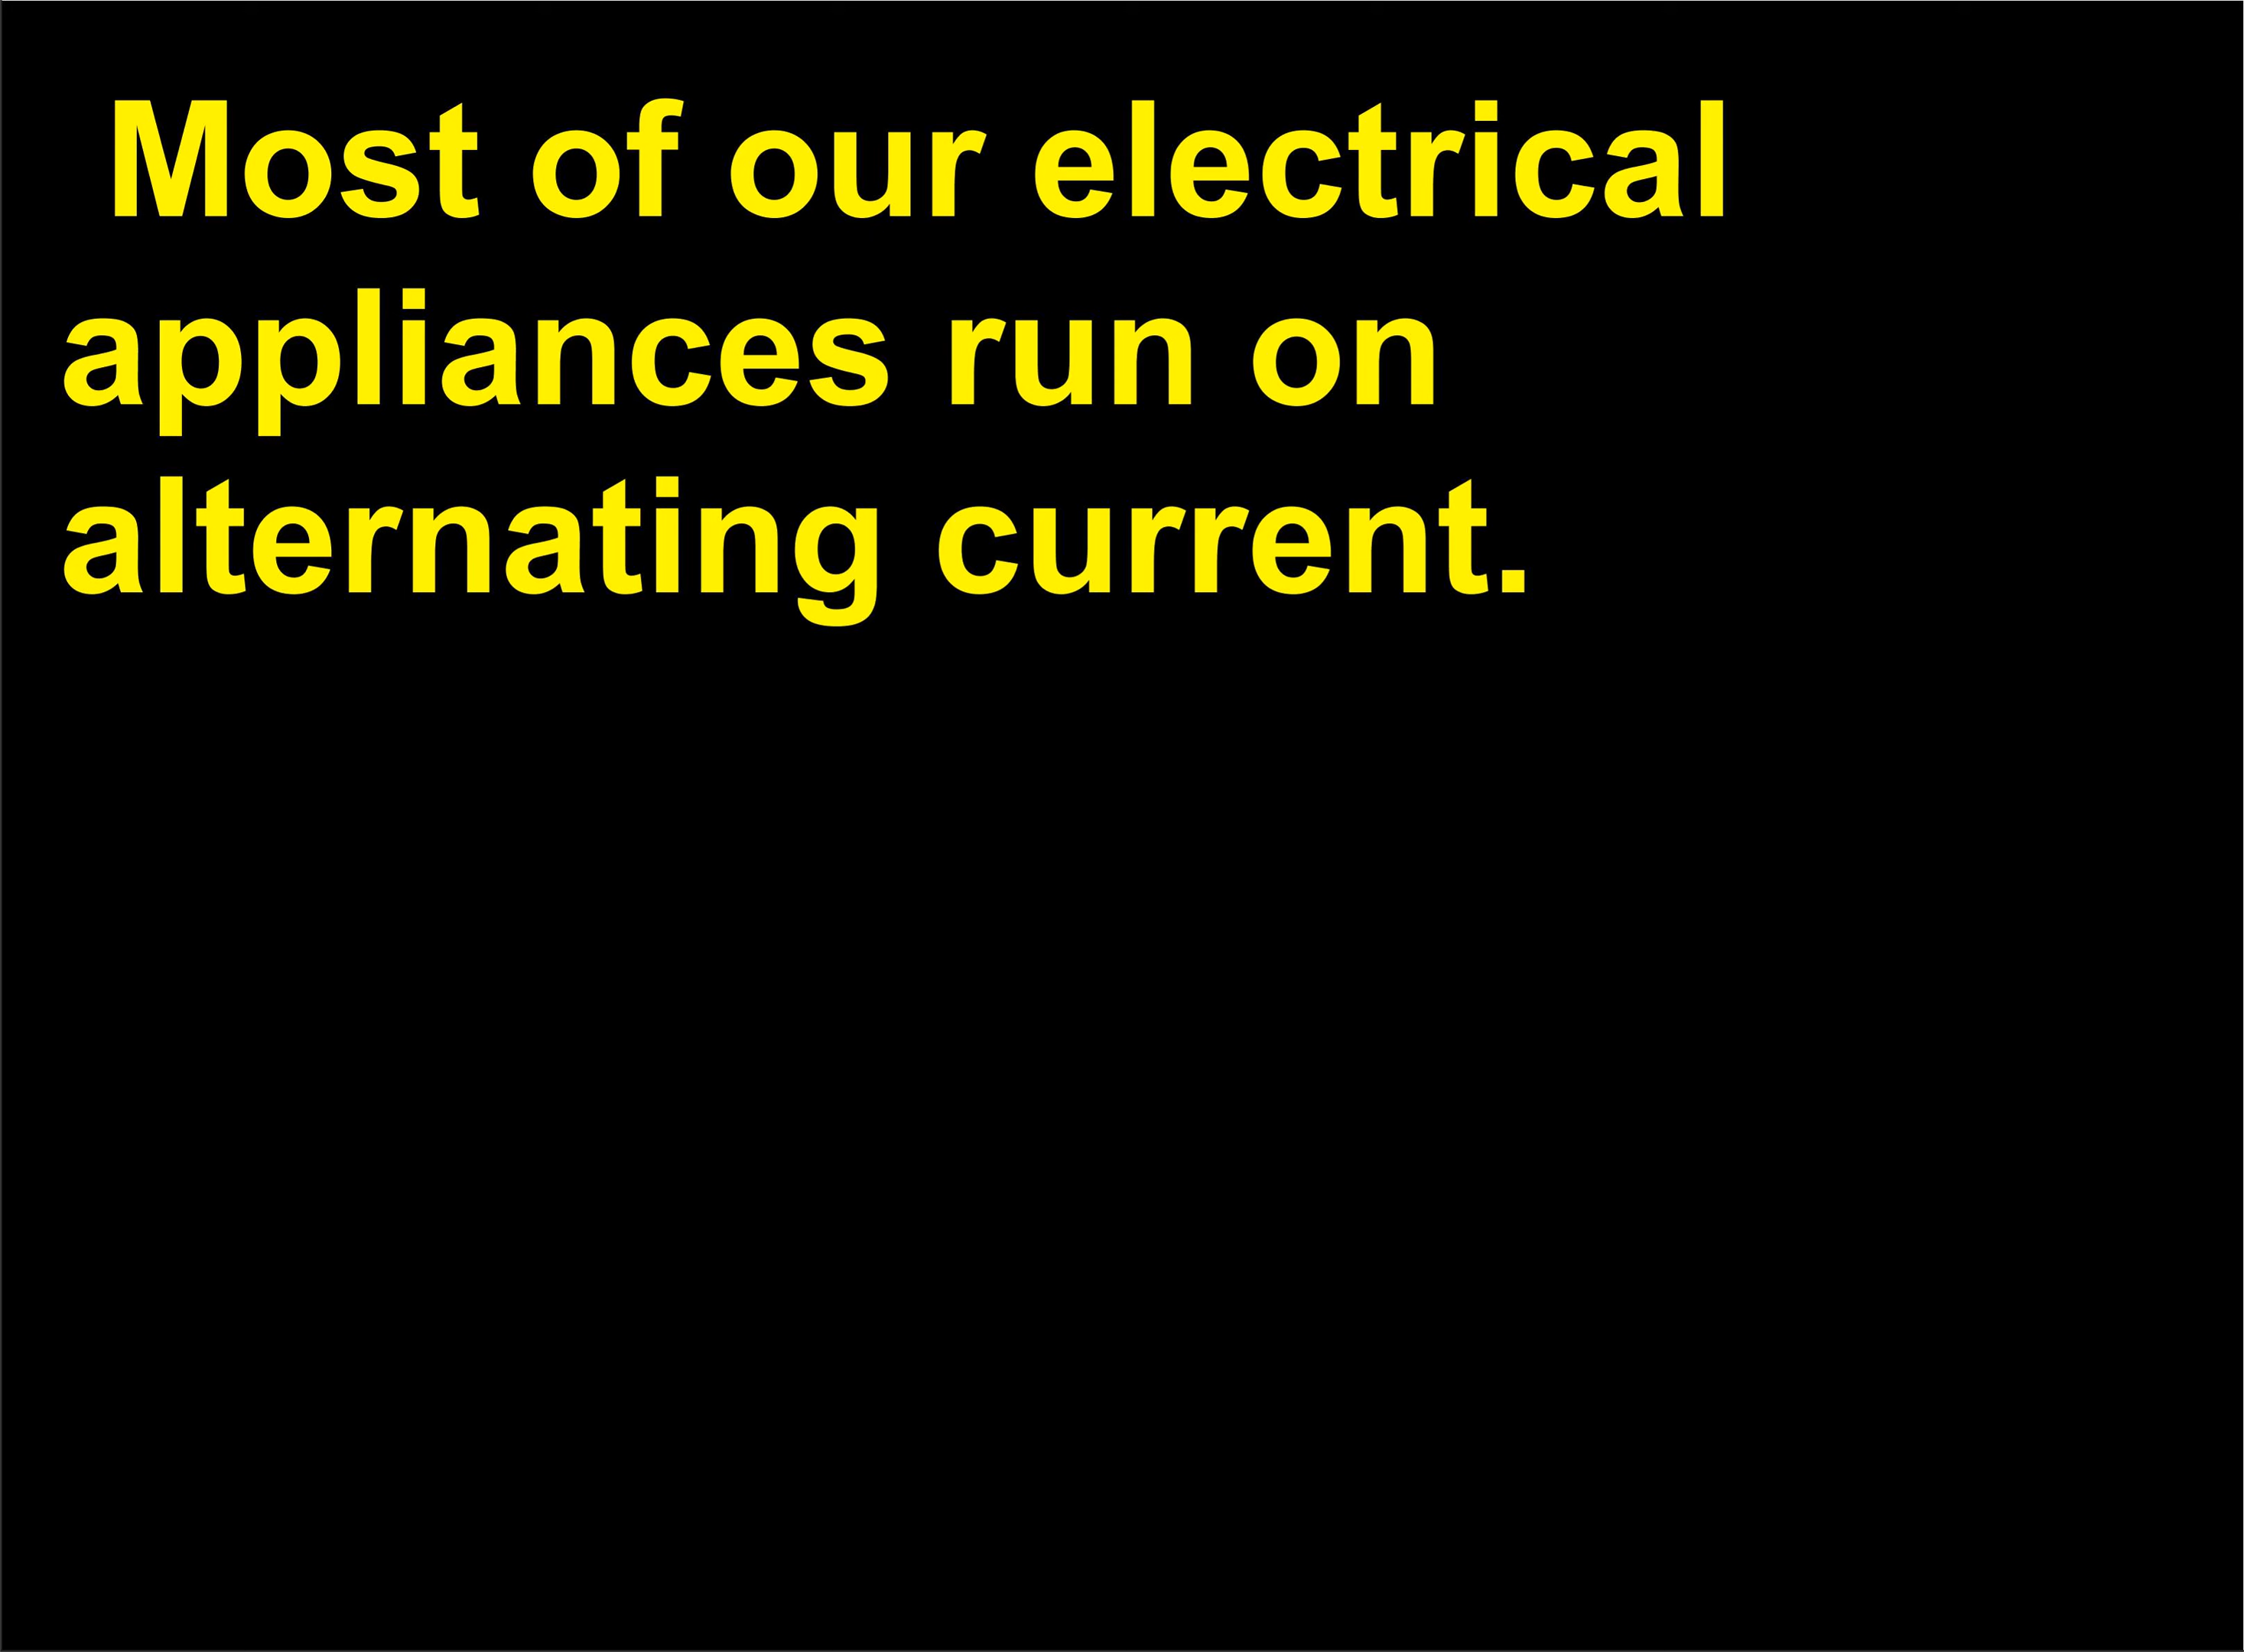 Most of our electrical
appliances run on
alternating current.